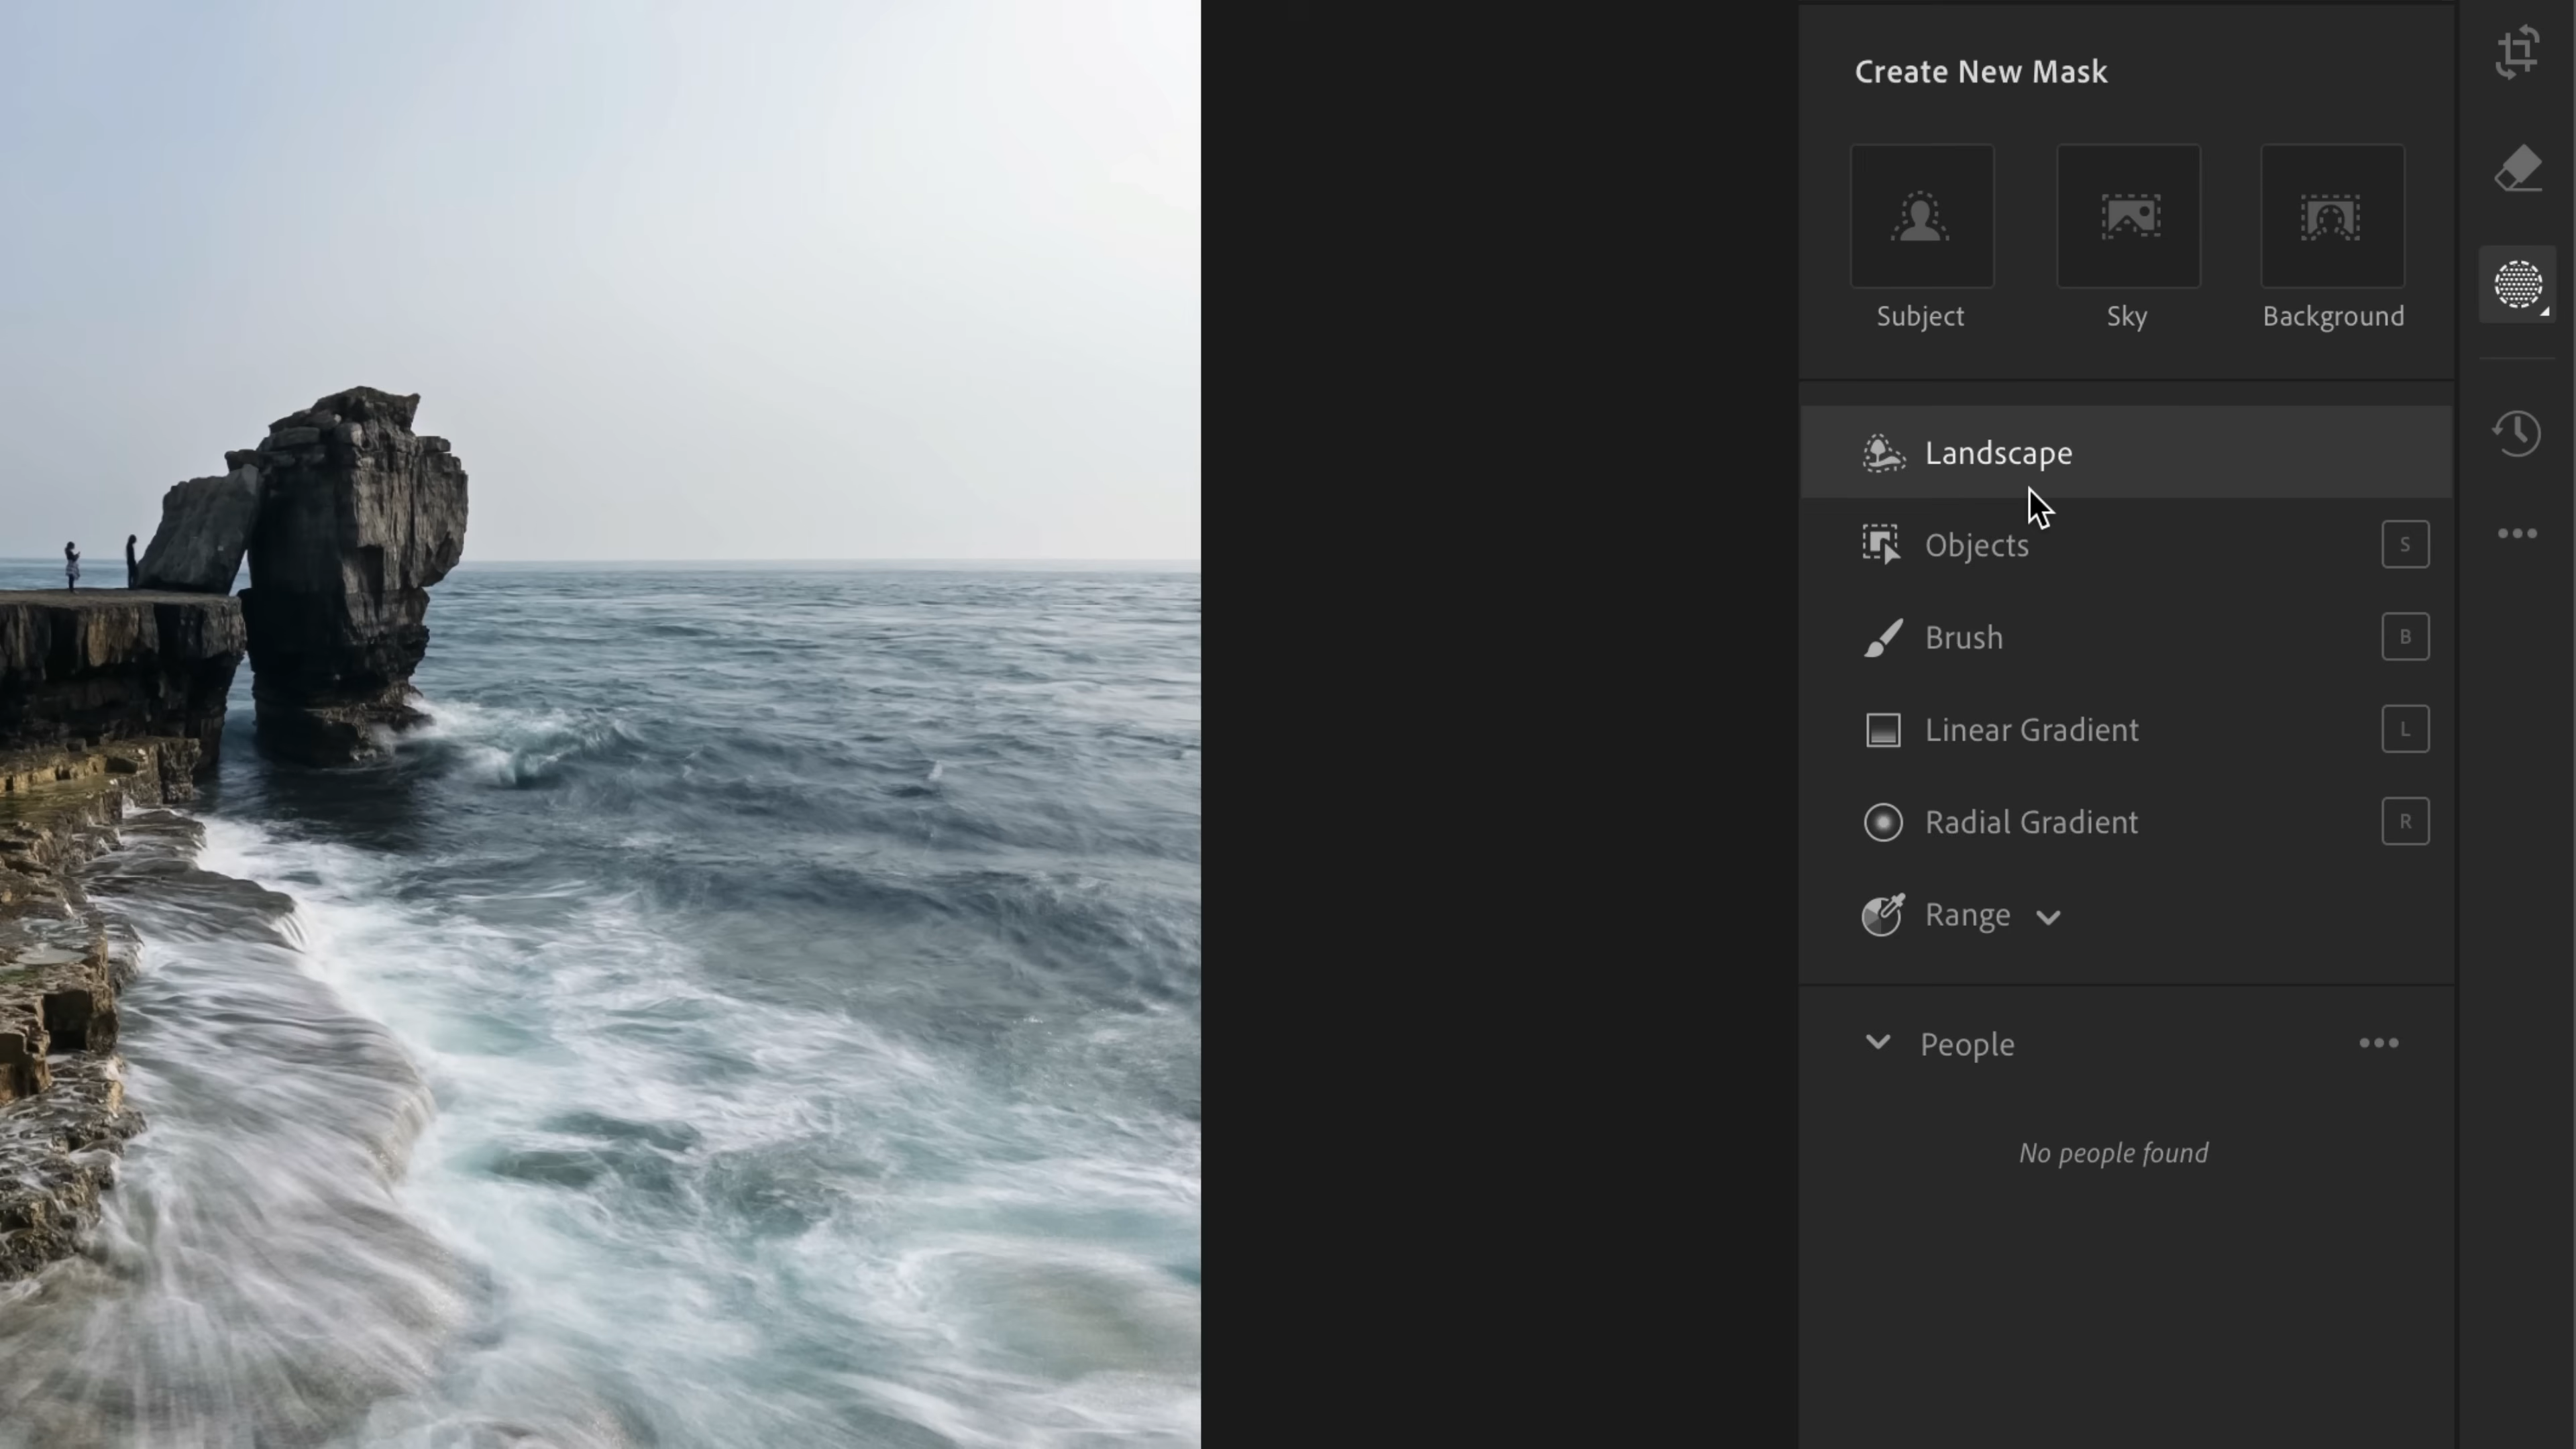 Create New Mask
Subject
Sky
Background
Landscape
Objects
S
Brush
B
Linear Gradient
L
Radial Gradient
R
Range
People
No people found